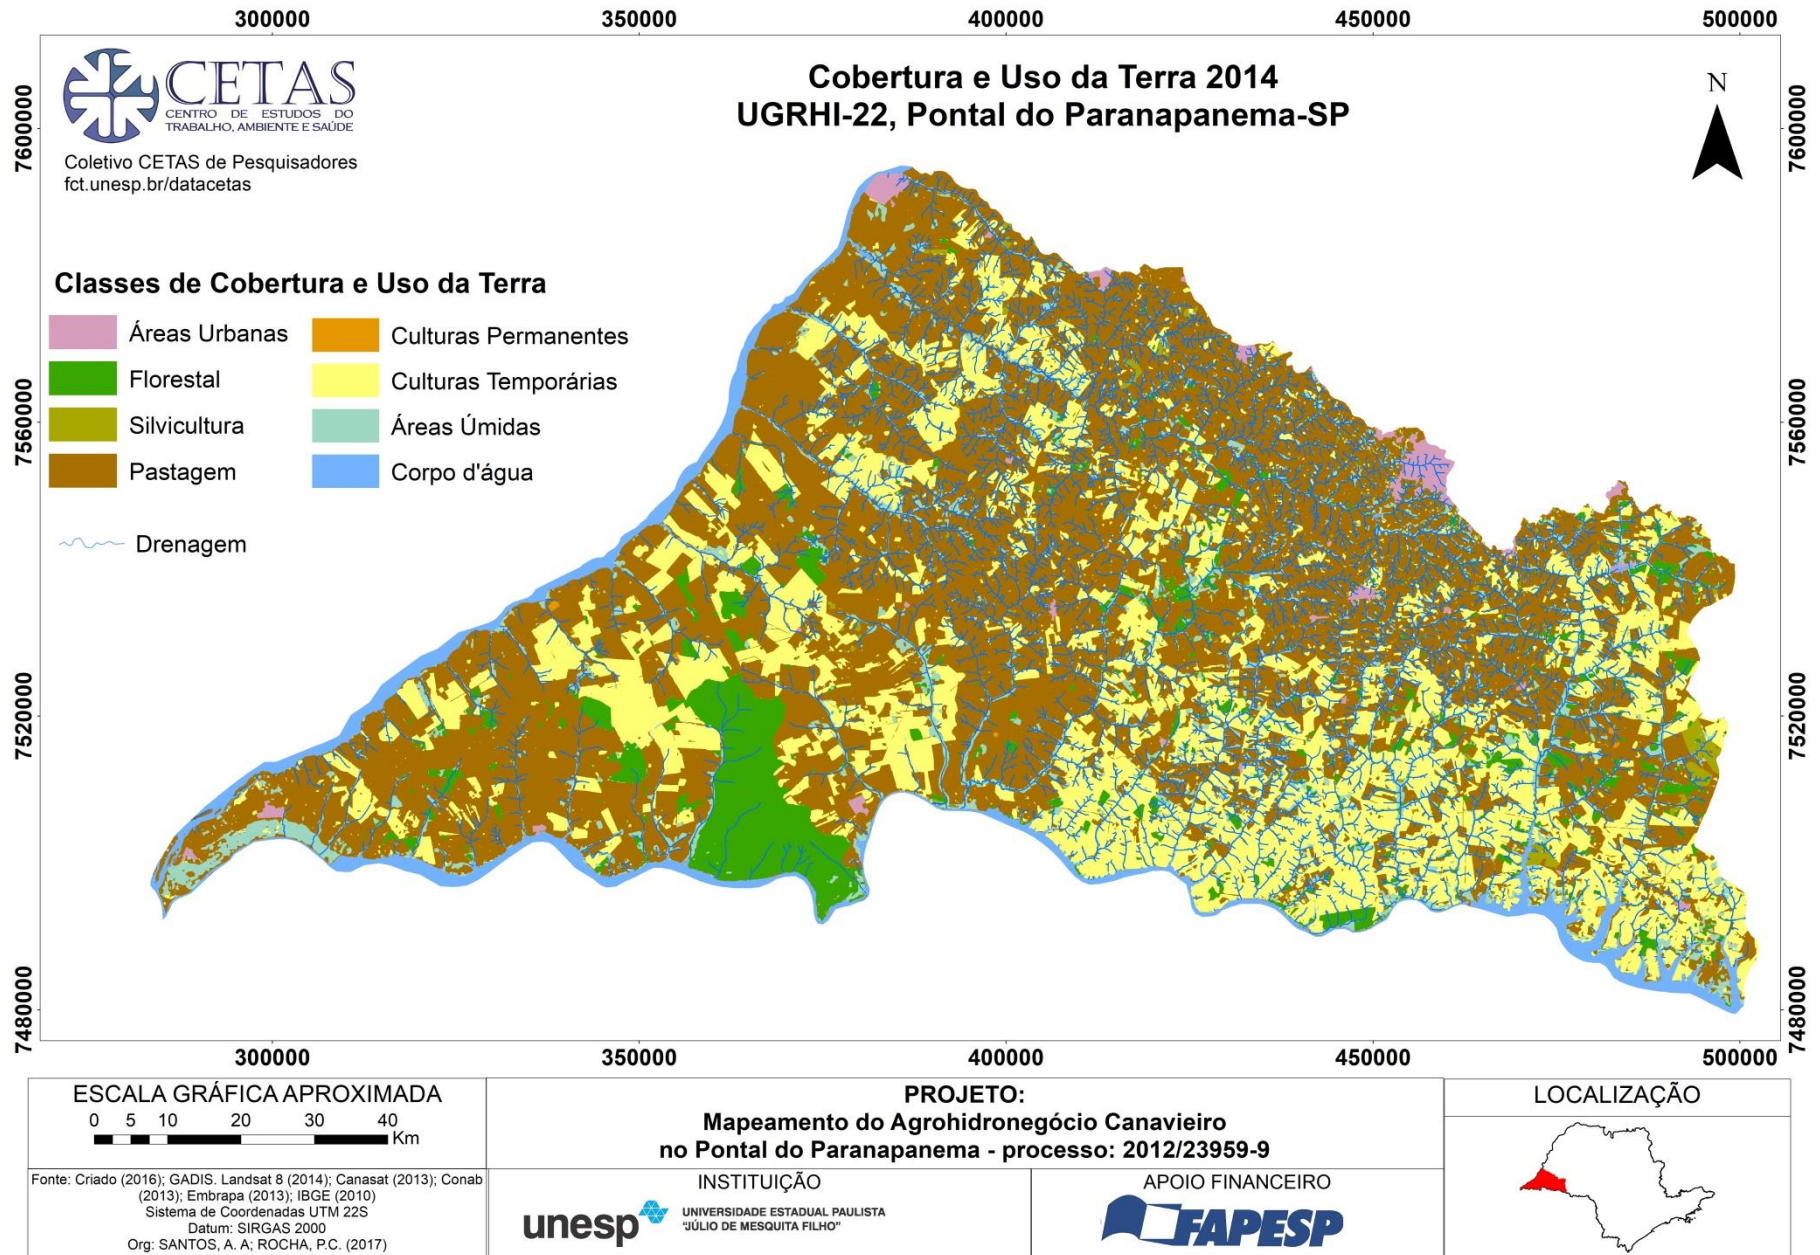 300000 350000 400000 450000 500000
CETAS
CENTRO DE ESTUDOS DO
TRABALHO, AMBIENTE E SAÚDE
Coletivo CETAS de Pesquisadores
fct.unesp.br/datacetas
Cobertura e Uso da Terra 2014
UGRHI-22, Pontal do Paranapanema-SP
N
7600000 7600000
Classes de Cobertura e Uso da Terra
Áreas Urbanas
Florestal
Silvicultura
Pastagem
Culturas Permanentes
Culturas Temporárias
Áreas Úmidas
Corpo d'água
Drenagem
7560000 7560000
7520000 7520000
7480000 7480000
300000 350000 400000 450000 500000
ESCALA GRÁFICA APROXIMADA
0 5 10 20 30 40
Km
Fonte: Criado (2016); GADIS. Landsat 8 (2014); Canasat (2013); Conab
(2013); Embrapa (2013); IBGE (2010)
Sistema de Coordenadas UTM 22S
Datum: SIRGAS 2000
Org: SANTOS, A. A; ROCHA, P.C. (2017)
PROJETO:
Mapeamento do Agrohidronegócio Canavieiro
no Pontal do Paranapanema - processo: 2012/23959-9
INSTITUIÇÃO
unesp
UNIVERSIDADE ESTADUAL PAULISTA
"JÚLIO DE MESQUITA FILHO"
APOIO FINANCEIRO
FAPESP
LOCALIZAÇÃO